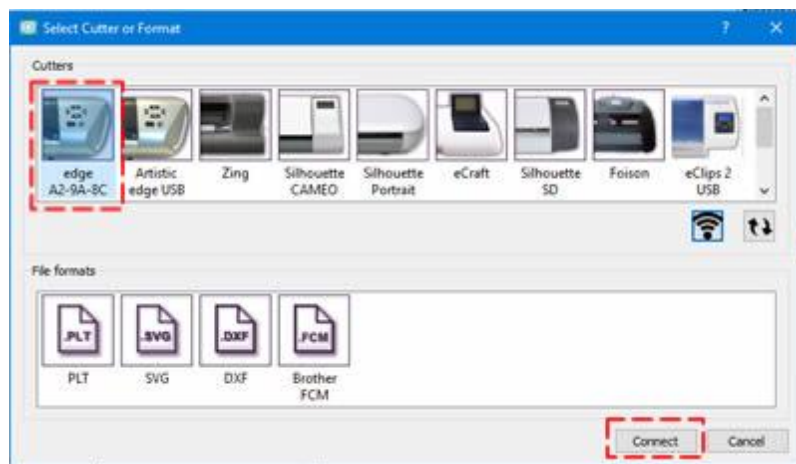 Select Cutter or Format
Cutters
edge
A2-9A-8C
Artistic
edge USB
Zing
Silhouette
CAMEO
Silhouette
Portrait
eCraft
Silhouette
SD
Foison
eClips 2
USB
File formats
.PLT
.SVG
.DXF
.FCM
PLT
SVG
DXF
Brother
FCM
Connect
Cancel